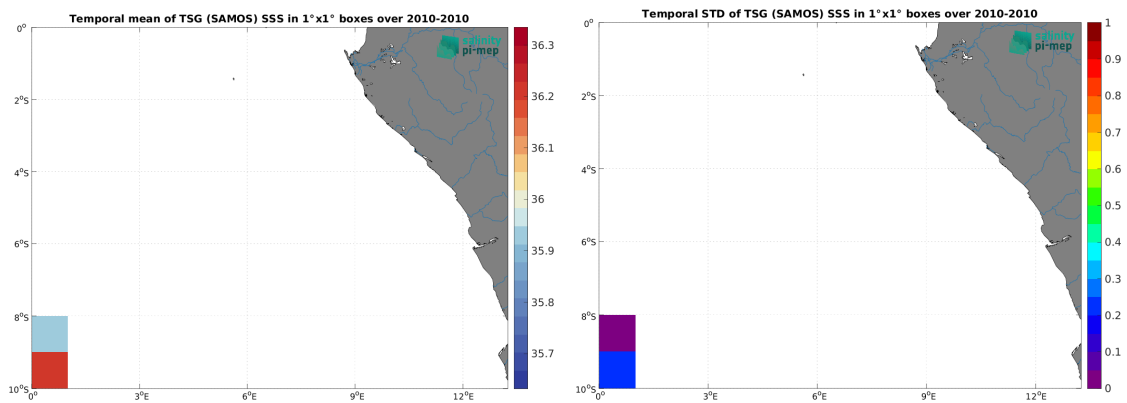 Temporal mean of TSG (SAMOS) SSS in 1°x1° boxes over 2010-2010
salinity
pi-mep
0°
2°S
4°S
6°S
8°S
10°S
0°
3°E
6°E
9°E
12°E
36.3
36.2
36.1
36
35.9
35.8
35.7
Temporal STD of TSG (SAMOS) SSS in 1°x1° boxes over 2010-2010
salinity
pi-mep
0°
2°S
4°S
6°S
8°S
10°S
0°
3°E
6°E
9°E
12°E
1
0.9
0.8
0.7
0.6
0.5
0.4
0.3
0.2
0.1
0